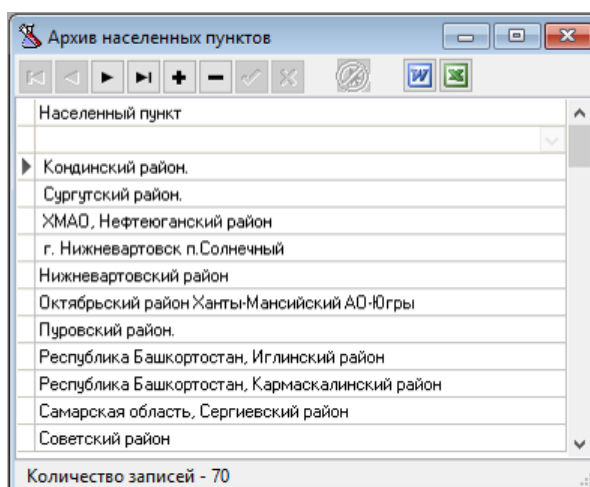 Архив населенных пунктов
Населенный пункт
Кондинский район.
Сургутский район.
ХМАО, Нефтеюганский район
г. Нижневартовск п.Солнечный
Нижневартовский район
Октябрьский район Ханты-Мансийский АО-Югры
Пуровский район.
Республика Башкортостан, Иглинский район
Республика Башкортостан, Кармаскалинский район
Самарская область, Сергиевский район
Советский район
Количество записей - 70